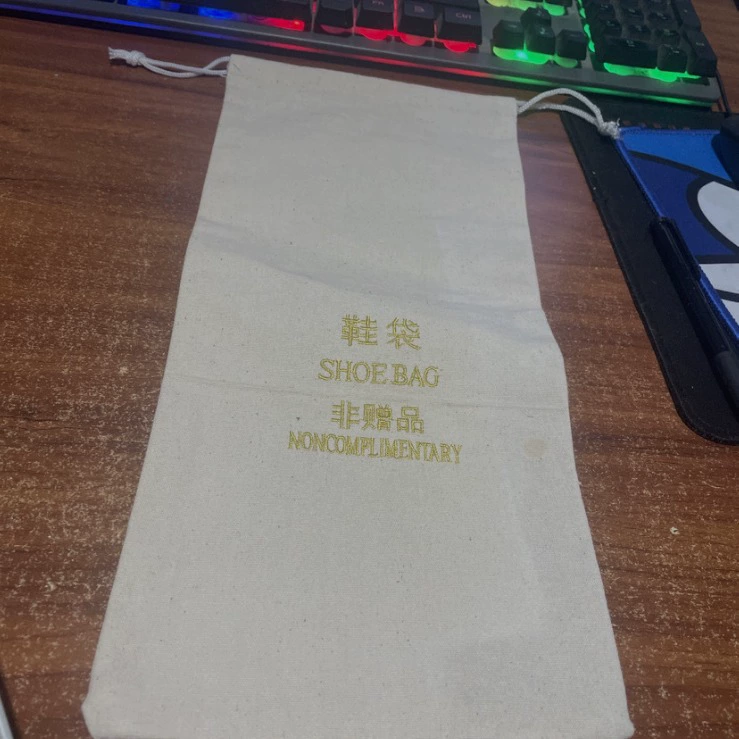 鞋袋
SHOE BAG
非赠品
NONCOMPLIMENTARY